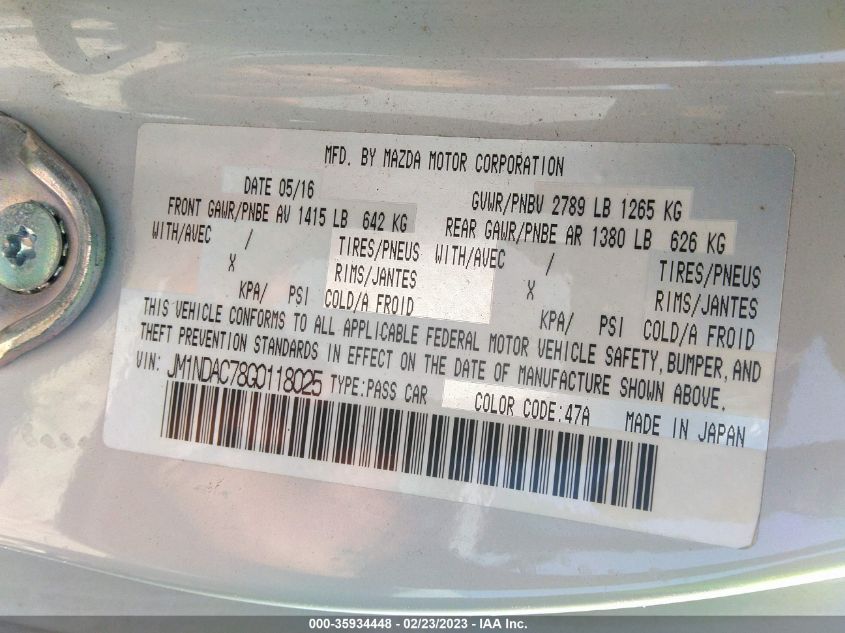 MFD. BY MAZDA MOTOR CORPORATION
DATE 05/16 GVWR/PNBV 2789 LB 1265 KG
FRONT GAWR/PNBE AV 1415 LB 642 KG REAR GAWR/PNBE AR 1380 LB 626 KG
WITH/AVEC / TIRES/PNEUS WITH/AVEC / TIRES/PNEUS
X RIMS/JANTES X RIMS/JANTES
KPA/ PSI COLD/A FROID KPA/ PSI COLD/A FROID
THIS VEHICLE CONFORMS TO ALL APPLICABLE FEDERAL MOTOR VEHICLE SAFETY, BUMPER, AND
THEFT PREVENTION STANDARDS IN EFFECT ON THE DATE OF MANUFACTURE SHOWN ABOVE.
VIN: JM1NDAC78G0118025 TYPE:PASS CAR COLOR CODE:47A MADE IN JAPAN
000-35934448 - 02/23/2023 - IAA Inc.